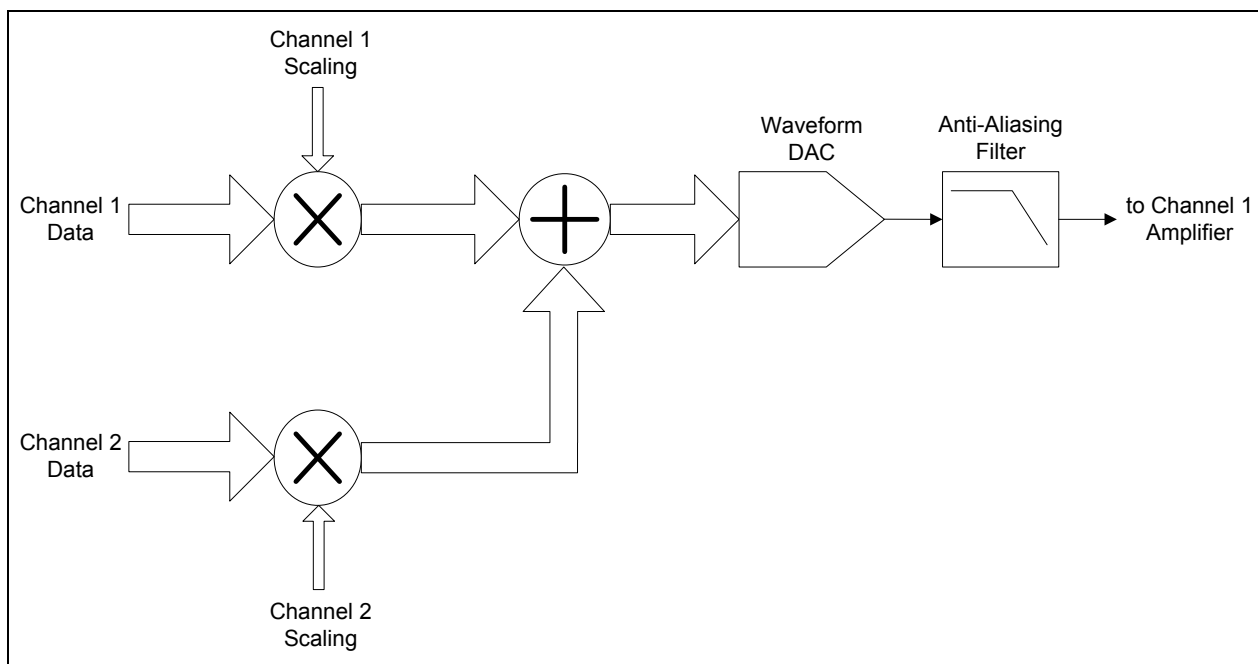 Channel 1
Scaling
Waveform
DAC
Anti-Aliasing
Filter
Channel 1
Data
to Channel 1
Amplifier
Channel 2
Data
Channel 2
Scaling